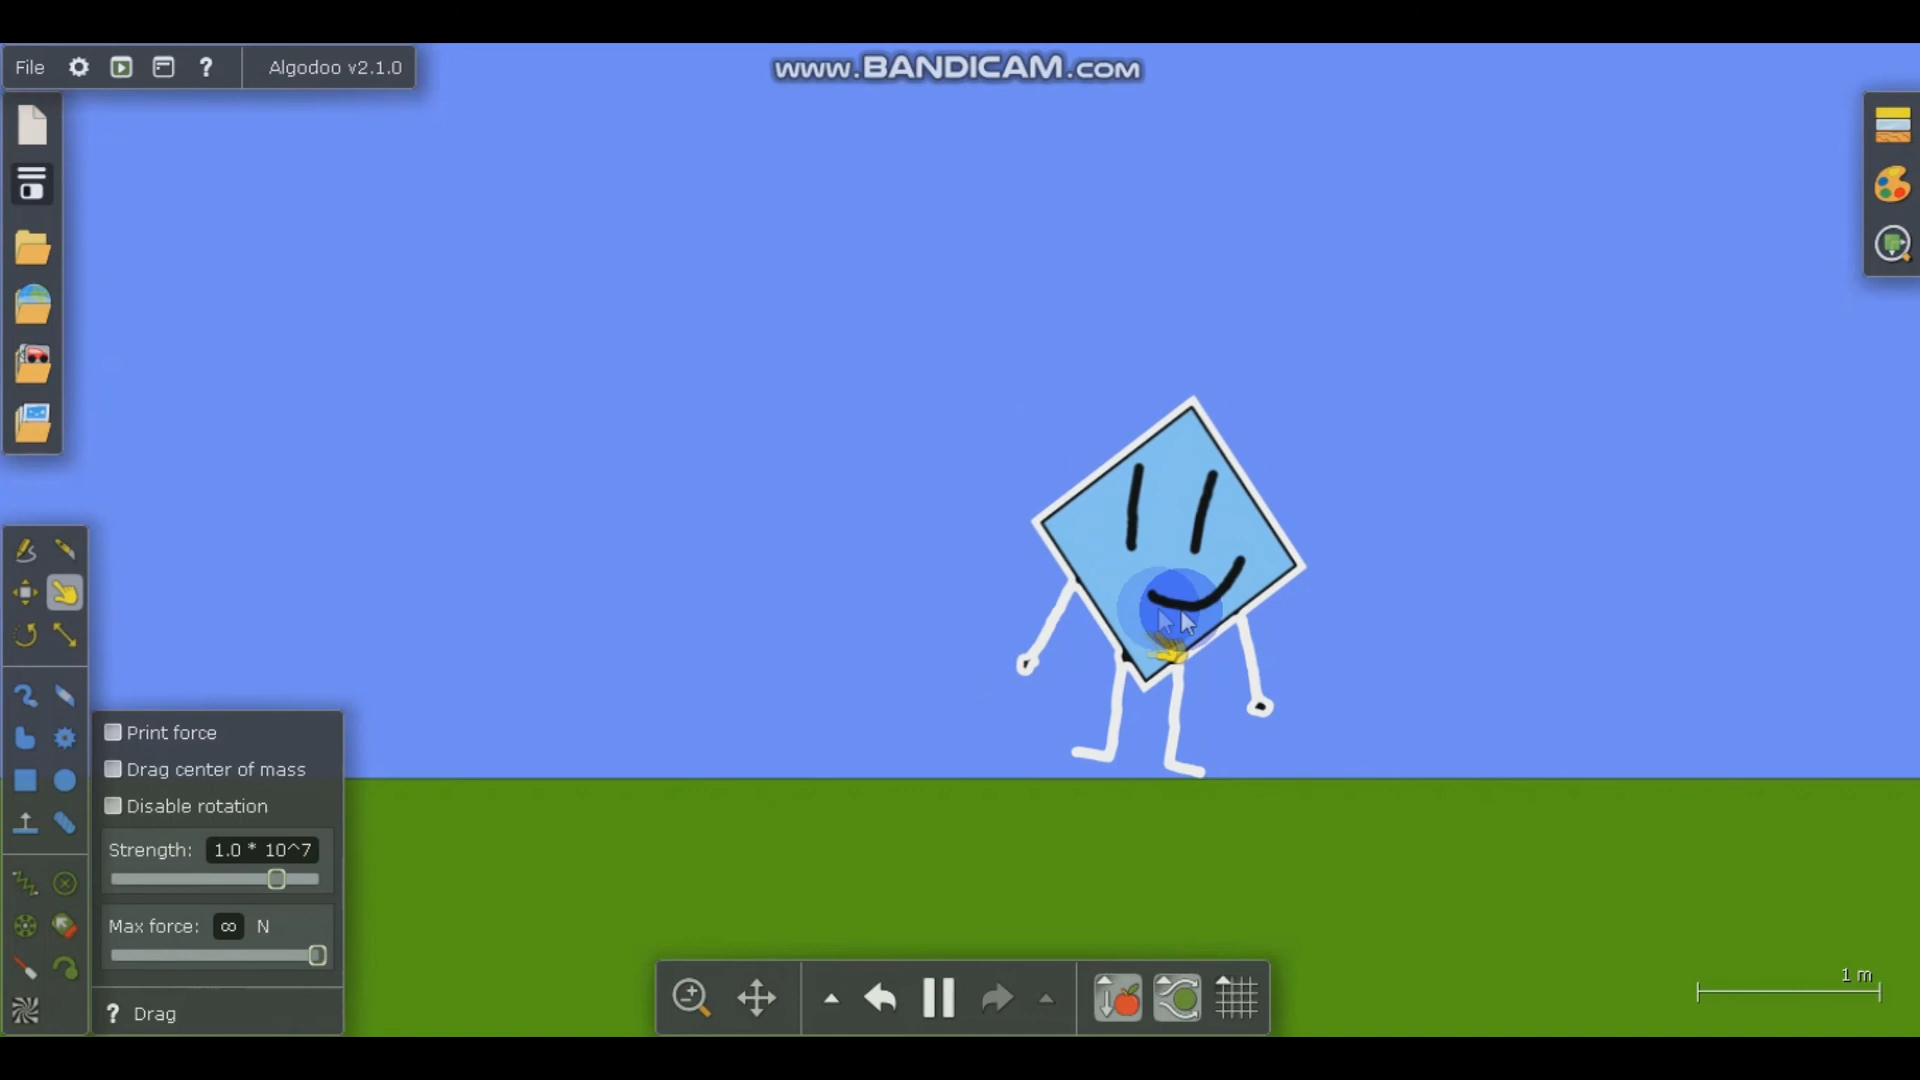 File
?
Algodoo v2.1.0
www.BANDICAM.com
Print force
Drag center of mass
Disable rotation
Strength: 1.0 * 10^7
Max force: ∞ N
? Drag
1 m